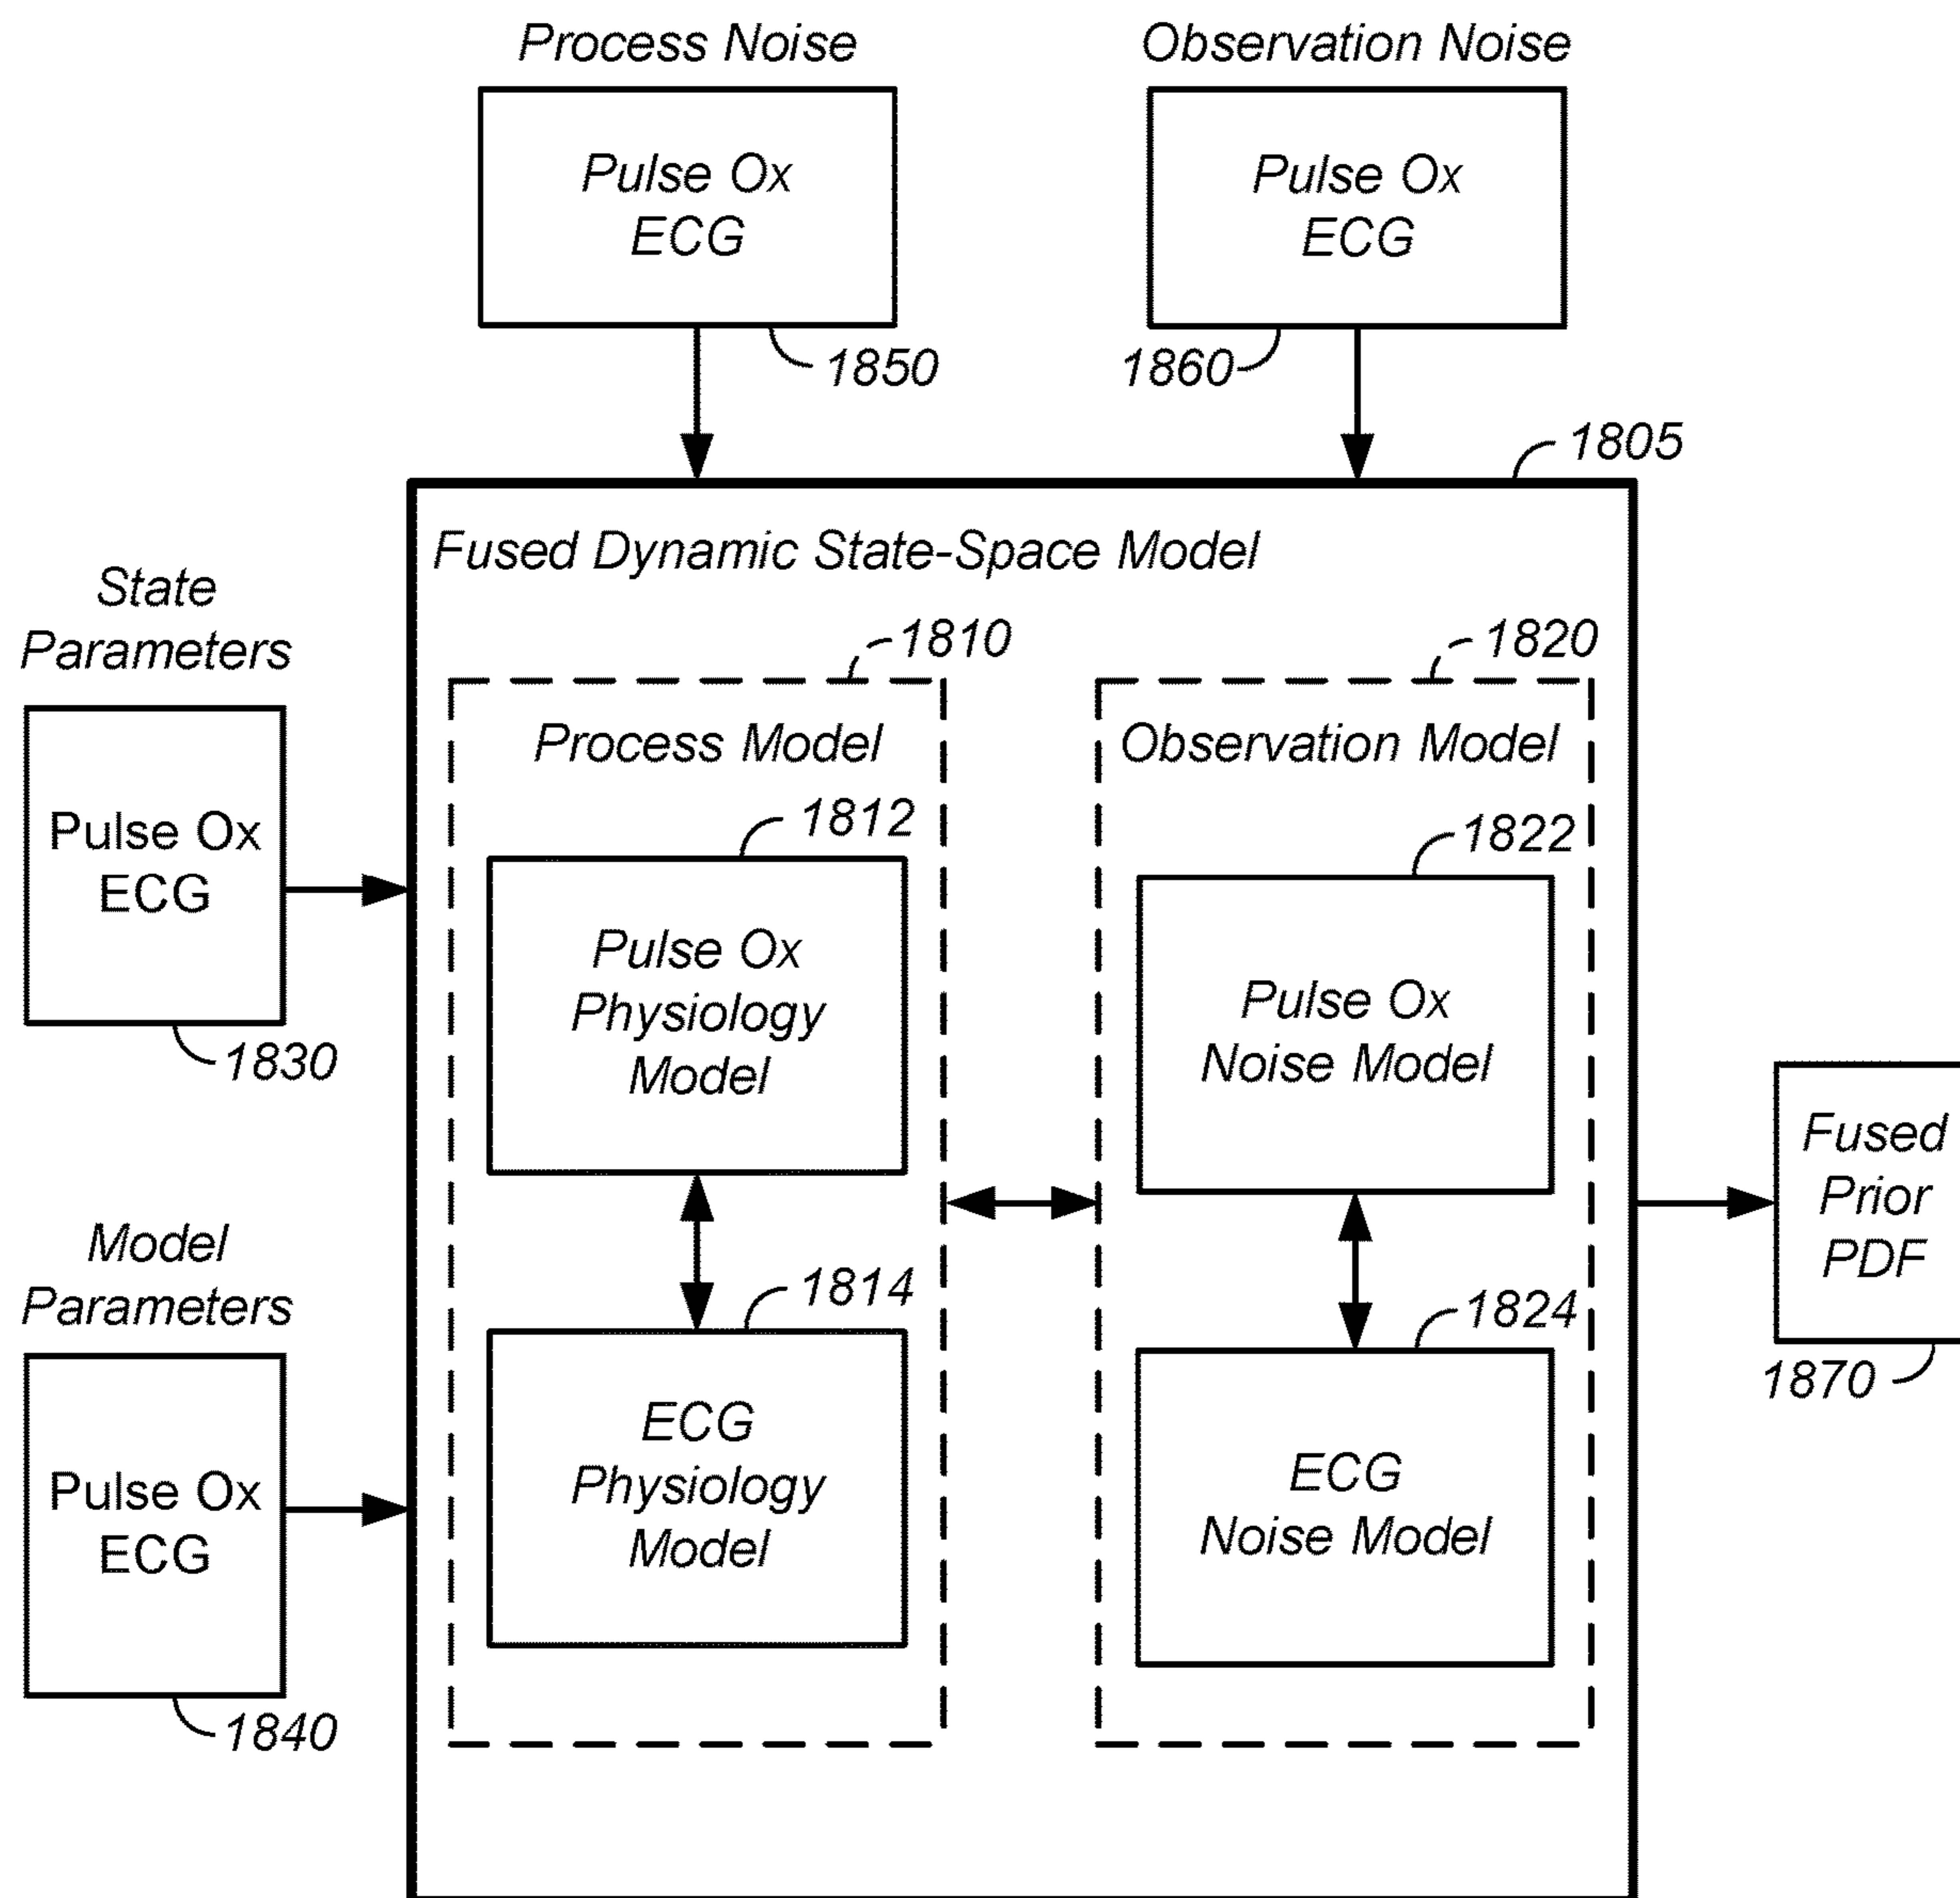 Process Noise
Pulse Ox
ECG
1850
Observation Noise
Pulse Ox
ECG
1860
1805
Fused Dynamic State-Space Model
State
Parameters
Pulse Ox
ECG
1830
Model
Parameters
Pulse Ox
ECG
1840
1810
Process Model
1812
Pulse Ox
Physiology
Model
1814
ECG
Physiology
Model
1820
Observation Model
1822
Pulse Ox
Noise Model
1824
ECG
Noise Model
Fused
Prior
PDF
1870